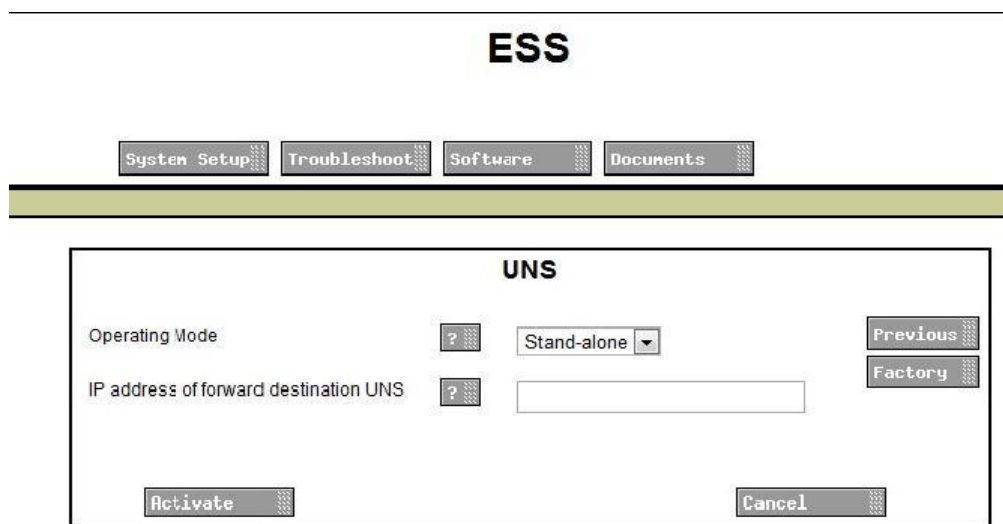 ESS
System Setup Troubleshoot Software Documents
UNS
Operating Mode ? Stand-alone Previous
Factory
IP address of forward destination UNS ?
Activate Cancel